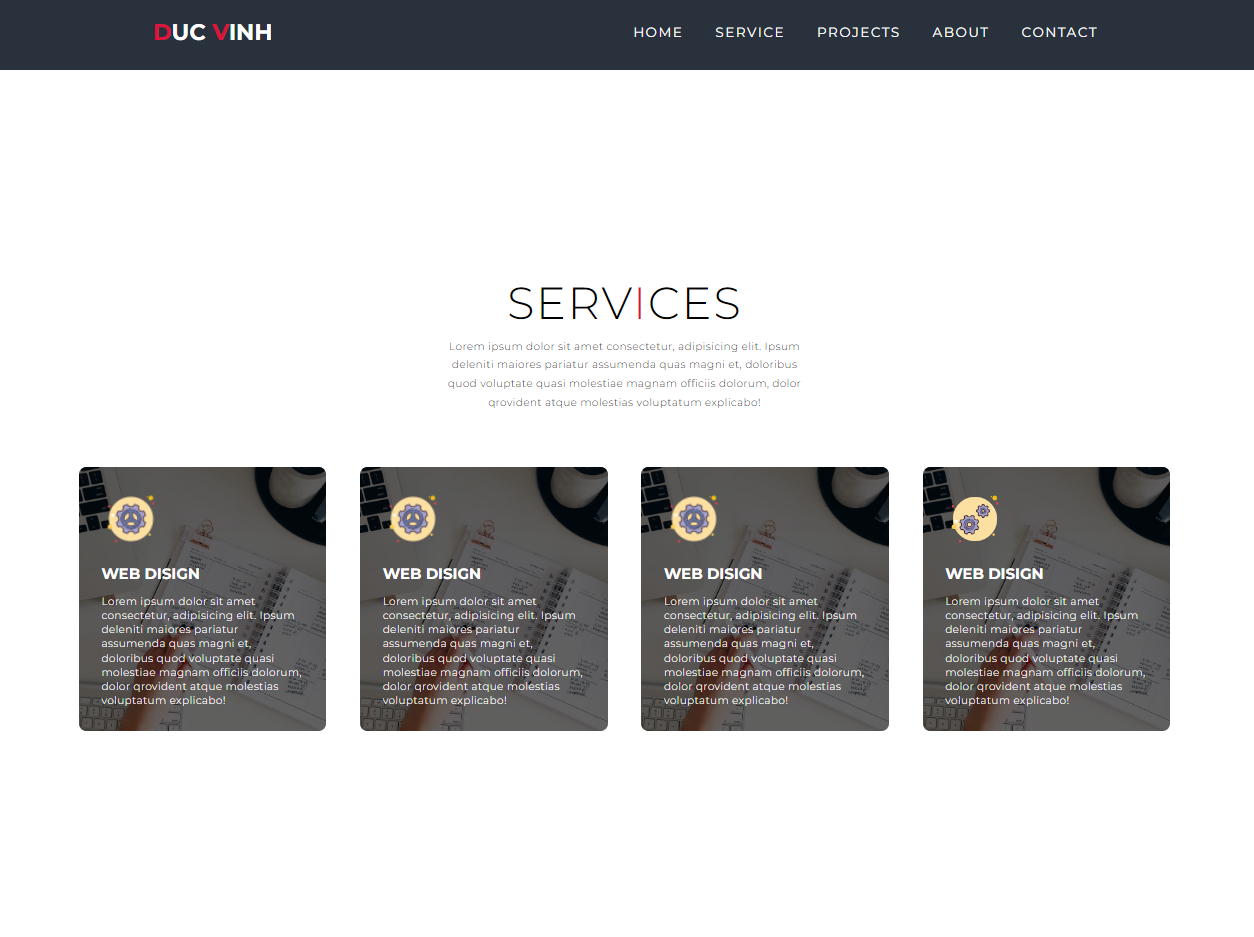 DUC VINH
HOME SERVICE PROJECTS ABOUT CONTACT
SERVICES
Lorem ipsum dolor sit amet consectetur, adipisicing elit. Ipsum
deleniti maiores pariatur assumenda quas magni et, doloribus
quod voluptate quasi molestiae magnam officiis dolorum, dolor
qrovident atque molestias voluptatum explicabo!
WEB DISIGN
Lorem ipsum dolor sit amet
consectetur, adipisicing elit. Ipsum
deleniti maiores pariatur
assumenda quas magni et,
doloribus quod voluptate quasi
molestiae magnam officiis dolorum,
dolor qrovident atque molestias
voluptatum explicabo!
WEB DISIGN
Lorem ipsum dolor sit amet
consectetur, adipisicing elit. Ipsum
deleniti maiores pariatur
assumenda quas magni et,
doloribus quod voluptate quasi
molestiae magnam officiis dolorum,
dolor qrovident atque molestias
voluptatum explicabo!
WEB DISIGN
Lorem ipsum dolor sit amet
consectetur, adipisicing elit. Ipsum
deleniti maiores pariatur
assumenda quas magni et,
doloribus quod voluptate quasi
molestiae magnam officiis dolorum,
dolor qrovident atque molestias
voluptatum explicabo!
WEB DISIGN
Lorem ipsum dolor sit amet
consectetur, adipisicing elit. Ipsum
deleniti maiores pariatur
assumenda quas magni et,
doloribus quod voluptate quasi
molestiae magnam officiis dolorum,
dolor qrovident atque molestias
voluptatum explicabo!